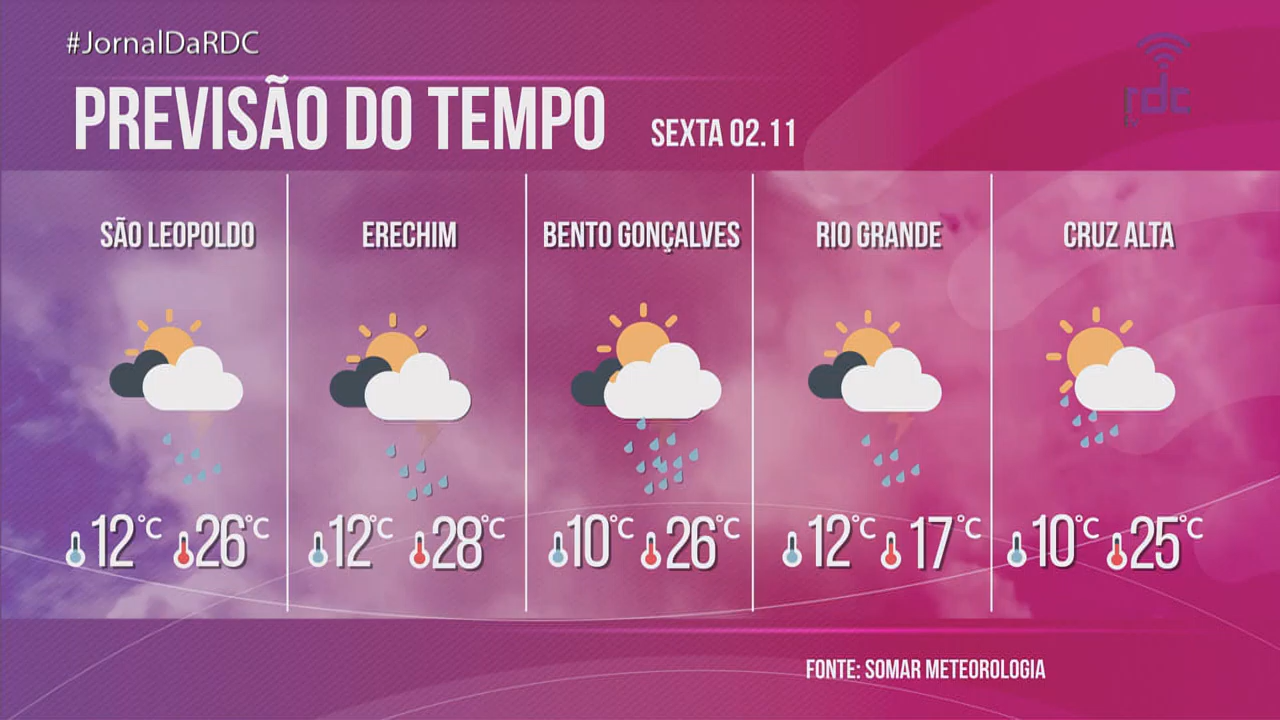 #JornalDaRDC
PREVISÃO DO TEMPO
SEXTA 02.11
rdc
tv
SÃO LEOPOLDO
ERECHIM
BENTO GONÇALVES
RIO GRANDE
CRUZ ALTA
12°C 26°C
12°C 28°C
10°C 26°C
12°C 17°C
10°C 25°C
FONTE: SOMAR METEOROLOGIA